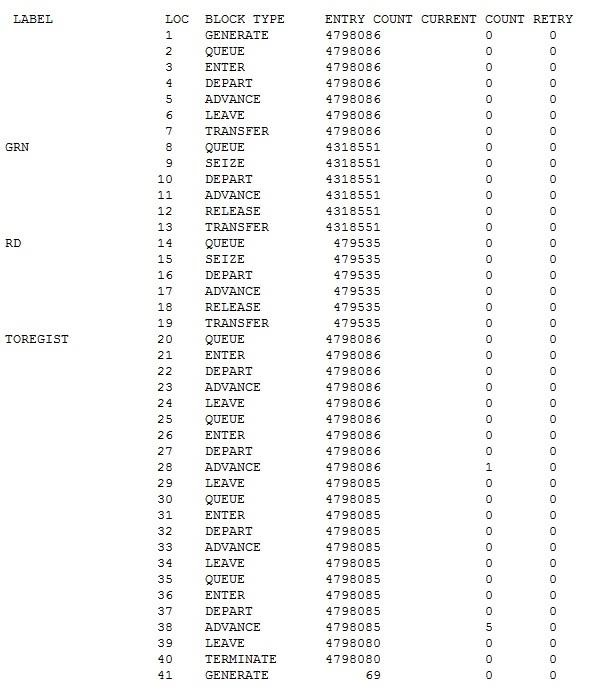 LABEL LOC BLOCK TYPE ENTRY COUNT CURRENT COUNT RETRY
1 GENERATE 4798086 0 0
2 QUEUE 4798086 0 0
3 ENTER 4798086 0 0
4 DEPART 4798086 0 0
5 ADVANCE 4798086 0 0
6 LEAVE 4798086 0 0
7 TRANSFER 4798086 0 0
GRN 8 QUEUE 4318551 0 0
9 SEIZE 4318551 0 0
10 DEPART 4318551 0 0
11 ADVANCE 4318551 0 0
12 RELEASE 4318551 0 0
13 TRANSFER 4318551 0 0
RD 14 QUEUE 479535 0 0
15 SEIZE 479535 0 0
16 DEPART 479535 0 0
17 ADVANCE 479535 0 0
18 RELEASE 479535 0 0
19 TRANSFER 479535 0 0
TOREGIST 20 QUEUE 4798086 0 0
21 ENTER 4798086 0 0
22 DEPART 4798086 0 0
23 ADVANCE 4798086 0 0
24 LEAVE 4798086 0 0
25 QUEUE 4798086 0 0
26 ENTER 4798086 0 0
27 DEPART 4798086 0 0
28 ADVANCE 4798086 1 0
29 LEAVE 4798085 0 0
30 QUEUE 4798085 0 0
31 ENTER 4798085 0 0
32 DEPART 4798085 0 0
33 ADVANCE 4798085 0 0
34 LEAVE 4798085 0 0
35 QUEUE 4798085 0 0
36 ENTER 4798085 0 0
37 DEPART 4798085 0 0
38 ADVANCE 4798085 5 0
39 LEAVE 4798080 0 0
40 TERMINATE 4798080 0 0
41 GENERATE 69 0 0